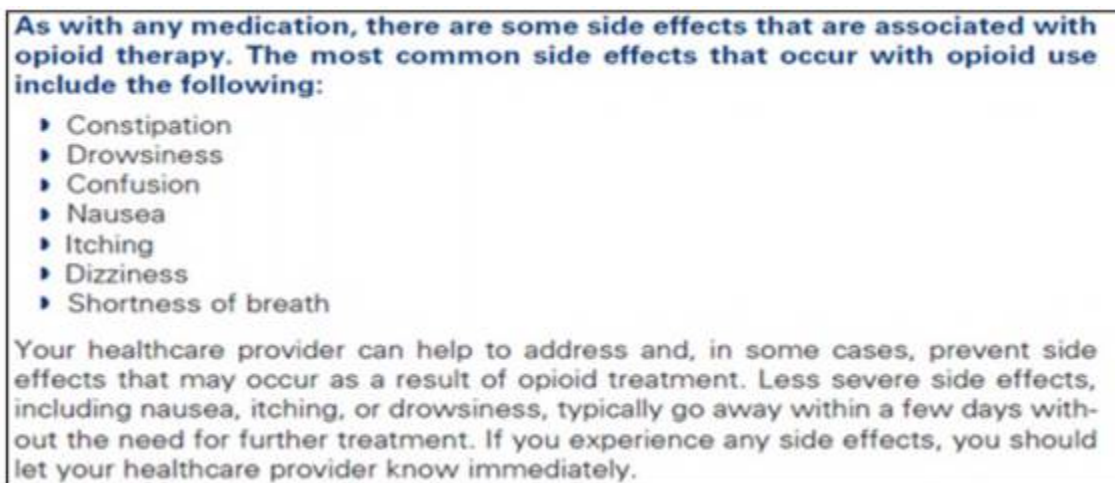 As with any medication, there are some side effects that are associated with
opioid therapy. The most common side effects that occur with opioid use
include the following:
Constipation
Drowsiness
Confusion
Nausea
Itching
Dizziness
Shortness of breath
Your healthcare provider can help to address and, in some cases, prevent side
effects that may occur as a result of opioid treatment. Less severe side effects,
including nausea, itching, or drowsiness, typically go away within a few days with-
out the need for further treatment. If you experience any side effects, you should
let your healthcare provider know immediately.